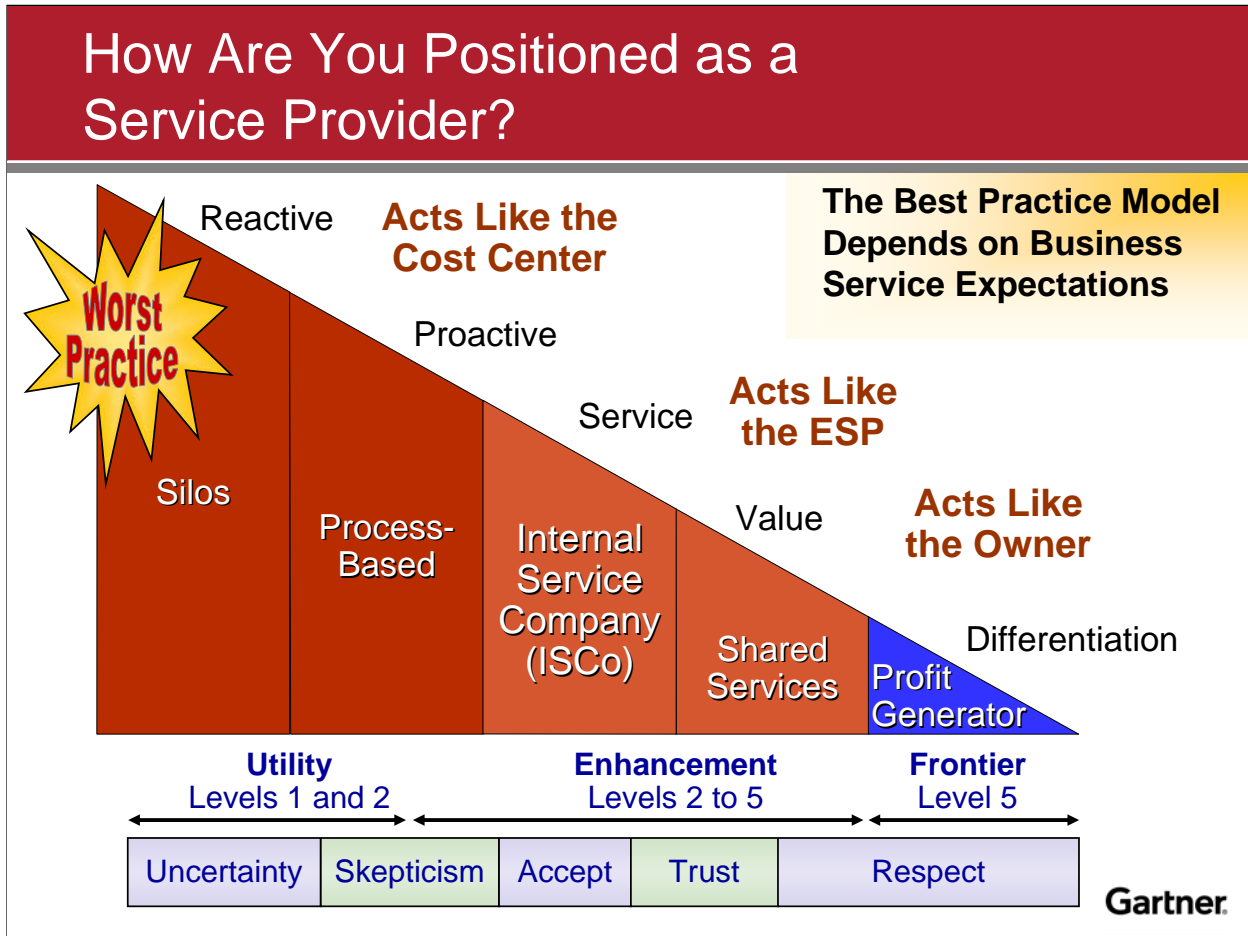 How Are You Positioned as a
Service Provider?
Reactive
Acts Like the
Cost Center
The Best Practice Model
Depends on Business
Service Expectations
Worst
Practice
Proactive
Service
Acts Like
the ESP
Silos
Process-
Based
Internal
Service
Company
(ISCo)
Value
Acts Like
the Owner
Shared
Services
Differentiation
Profit
Generator
Utility
Levels 1 and 2
Enhancement
Levels 2 to 5
Frontier
Level 5
Uncertainty
Skepticism
Accept
Trust
Respect
Gartner.